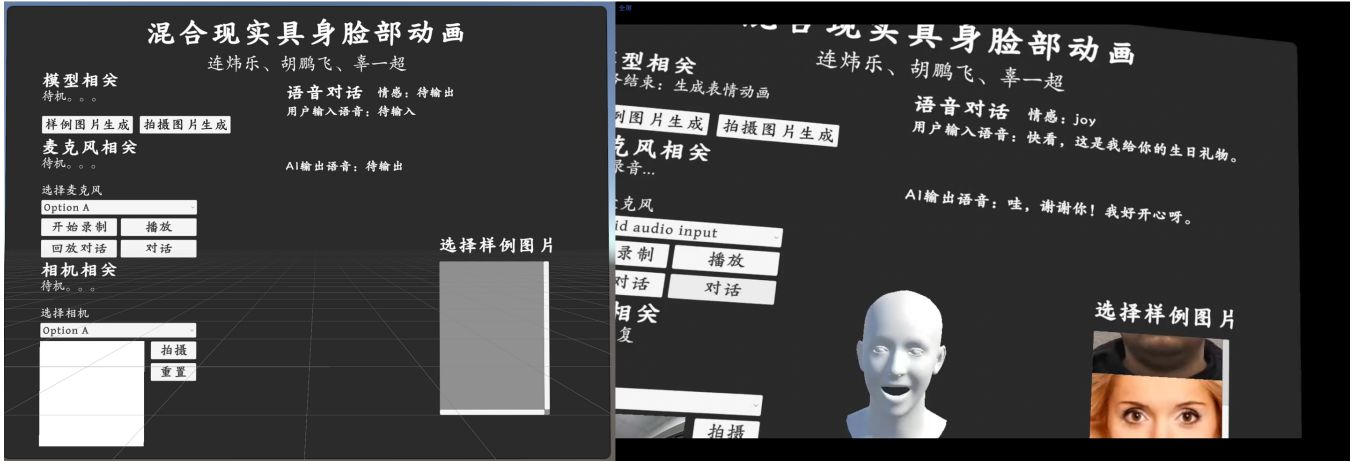 混合现实具身脸部动画
连炜乐、胡鹏飞、辜一超
模型相关
待机。。。
样例图片生成 拍摄图片生成
麦克风相关
待机。。。
选择麦克风
Option A
开始录制 播放
回放对话 对话
相机相关
待机。。。
选择相机
Option A
拍摄
重置
语音对话 情感：待输出
用户输入语音：待输入
AI输出语音：待输出
选择样例图片
全屏
混合现实具身脸部动画
连炜乐、胡鹏飞、辜一超
型相关
结束：生成表情动画
例图片生成 拍摄图片生成
克风相关
录音...
克风
id audio input
录制 播放
对话 对话
相关
复
拍摄
语音对话 情感：joy
用户输入语音：快看，这是我给你的生日礼物。
AI输出语音：哇，谢谢你！我好开心呀。
选择样例图片